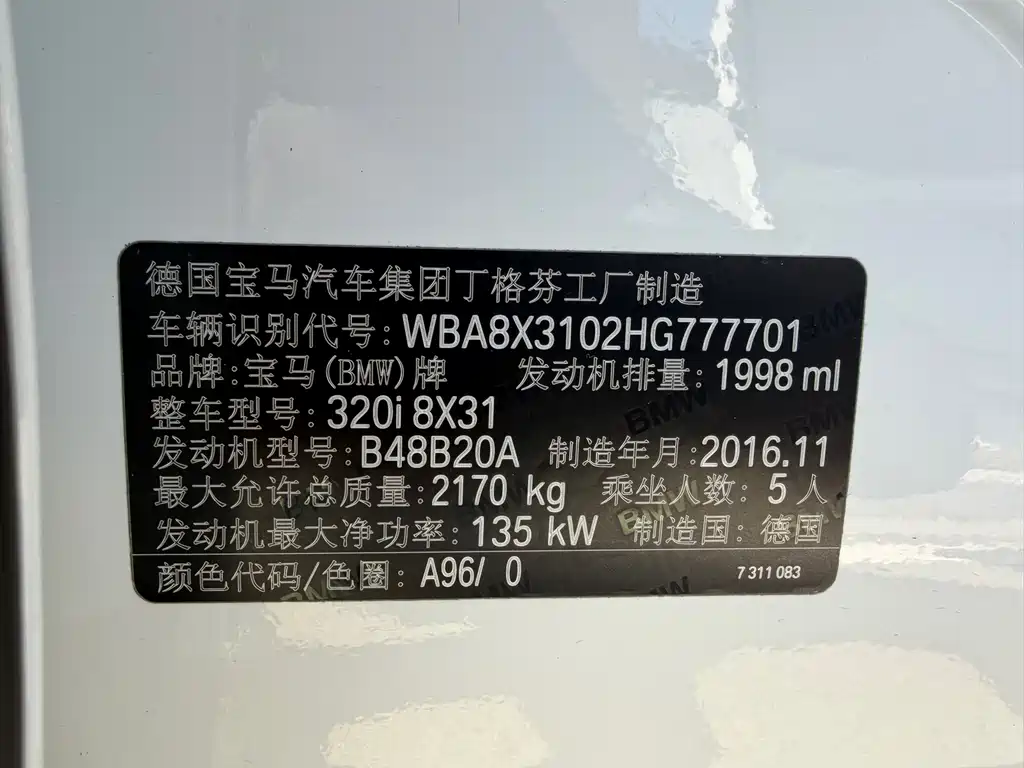 德国宝马汽车集团丁格芬工厂制造
车辆识别代号: WBA8X3102HG777701
品牌:宝马(BMW)牌 发动机排量: 1998 ml
整车型号: 320i 8X31
发动机型号: B48B20A 制造年月:2016.11
最大允许总质量: 2170 kg 乘坐人数: 5 人
发动机最大净功率: 135 kW 制造国: 德国
颜色代码/色圈: A96/ 0 7 311 083